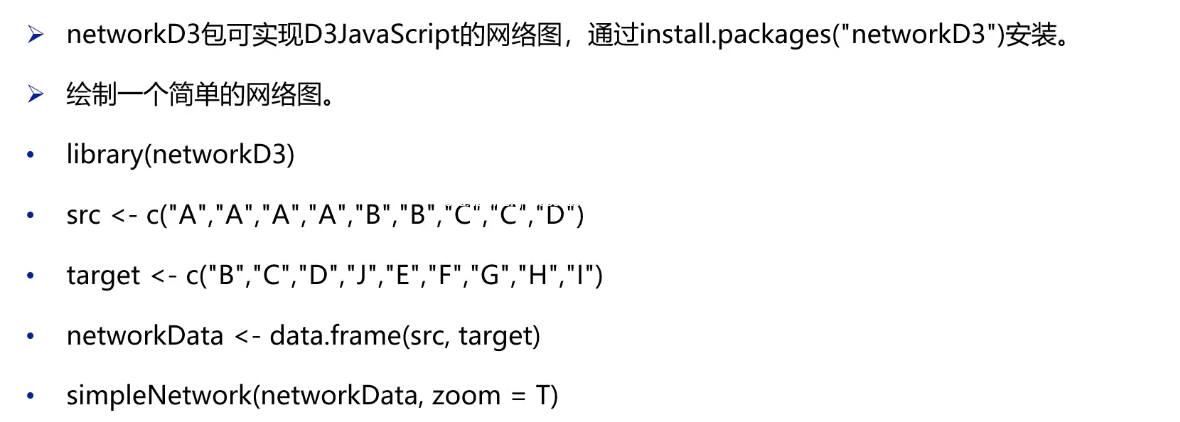 networkD3包可实现D3JavaScript的网络图，通过install.packages("networkD3")安装。
绘制一个简单的网络图。
library(networkD3)
src <- c("A","A","A","A","B","B","C","C","D")
target <- c("B","C","D","J","E","F","G","H","I")
networkData <- data.frame(src, target)
simpleNetwork(networkData, zoom = T)